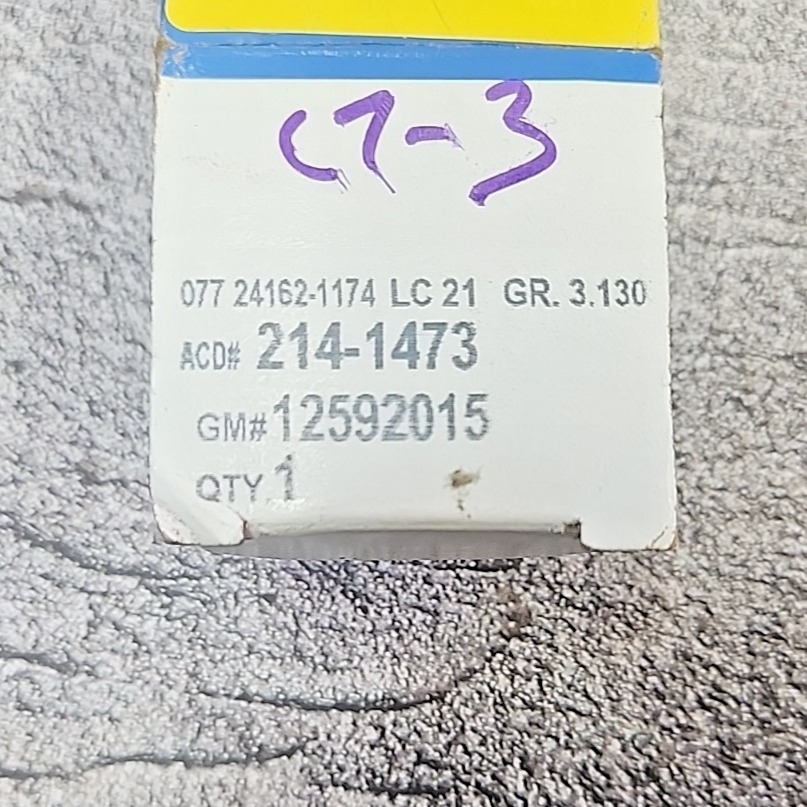 C7-3
077 24162-1174 LC 21 GR. 3.130
ACD# 214-1473
GM# 12592015
QTY. 1